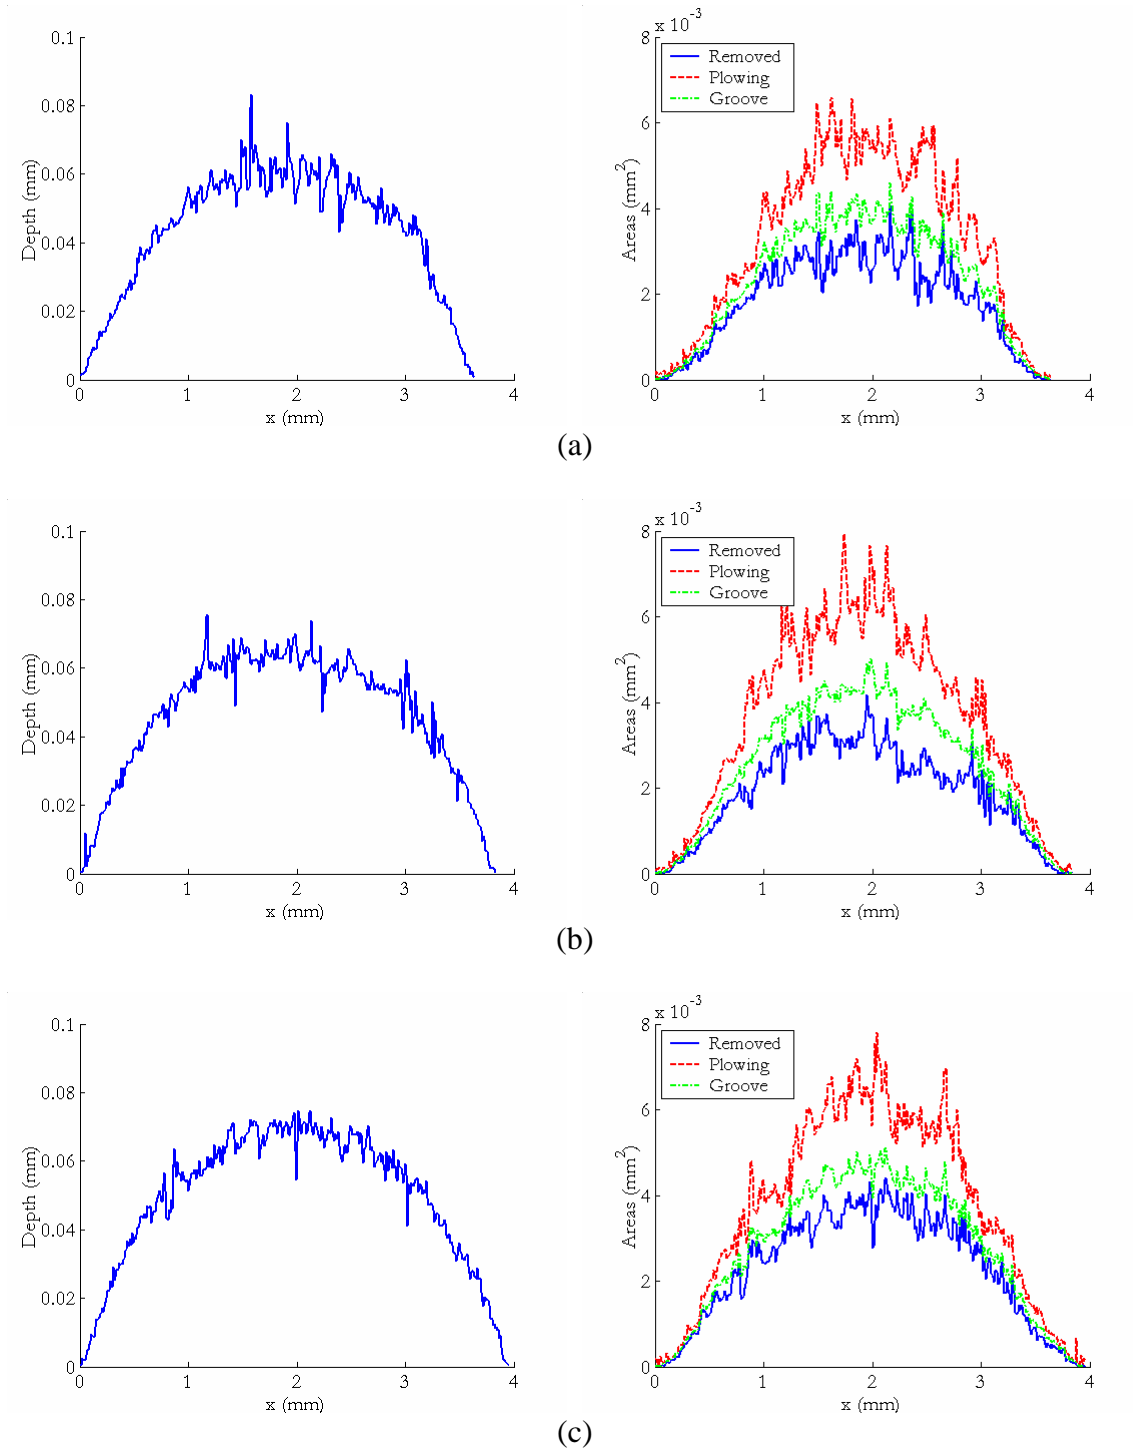 0.1
0.08
0.06
0.04
0.02
0
Depth (mm)
0 1 2 3 4
x (mm)
x 10-3
8
6
4
2
0
Areas (mm2)
Removed
Plowing
Groove
0 1 2 3 4
x (mm)
(a)
0.1
0.08
0.06
0.04
0.02
0
Depth (mm)
0 1 2 3 4
x (mm)
x 10-3
8
6
4
2
0
Areas (mm2)
Removed
Plowing
Groove
0 1 2 3 4
x (mm)
(b)
0.1
0.08
0.06
0.04
0.02
0
Depth (mm)
0 1 2 3 4
x (mm)
x 10-3
8
6
4
2
0
Areas (mm2)
Removed
Plowing
Groove
0 1 2 3 4
x (mm)
(c)